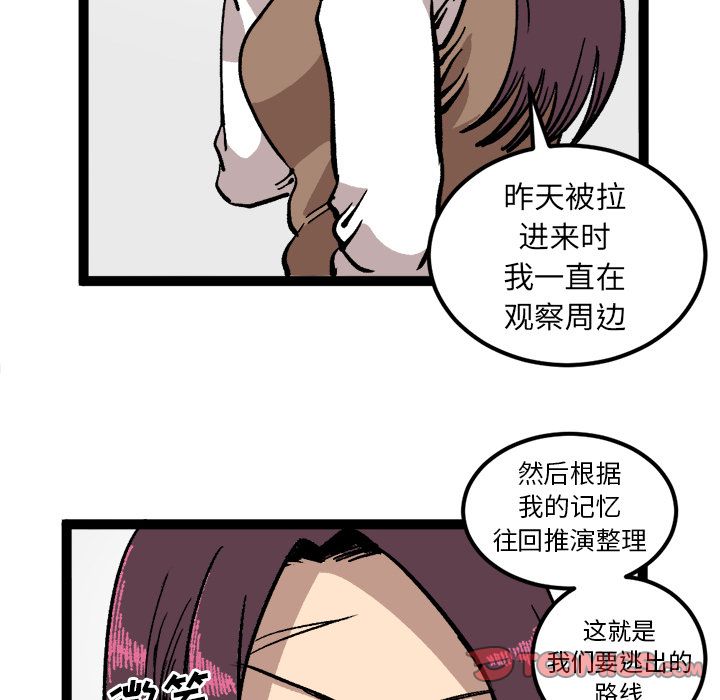 昨天被拉
进来时
我一直在
观察周边
然后根据
我的记忆
往回推演整理
这就是
我们要逃出的
路线
微笑